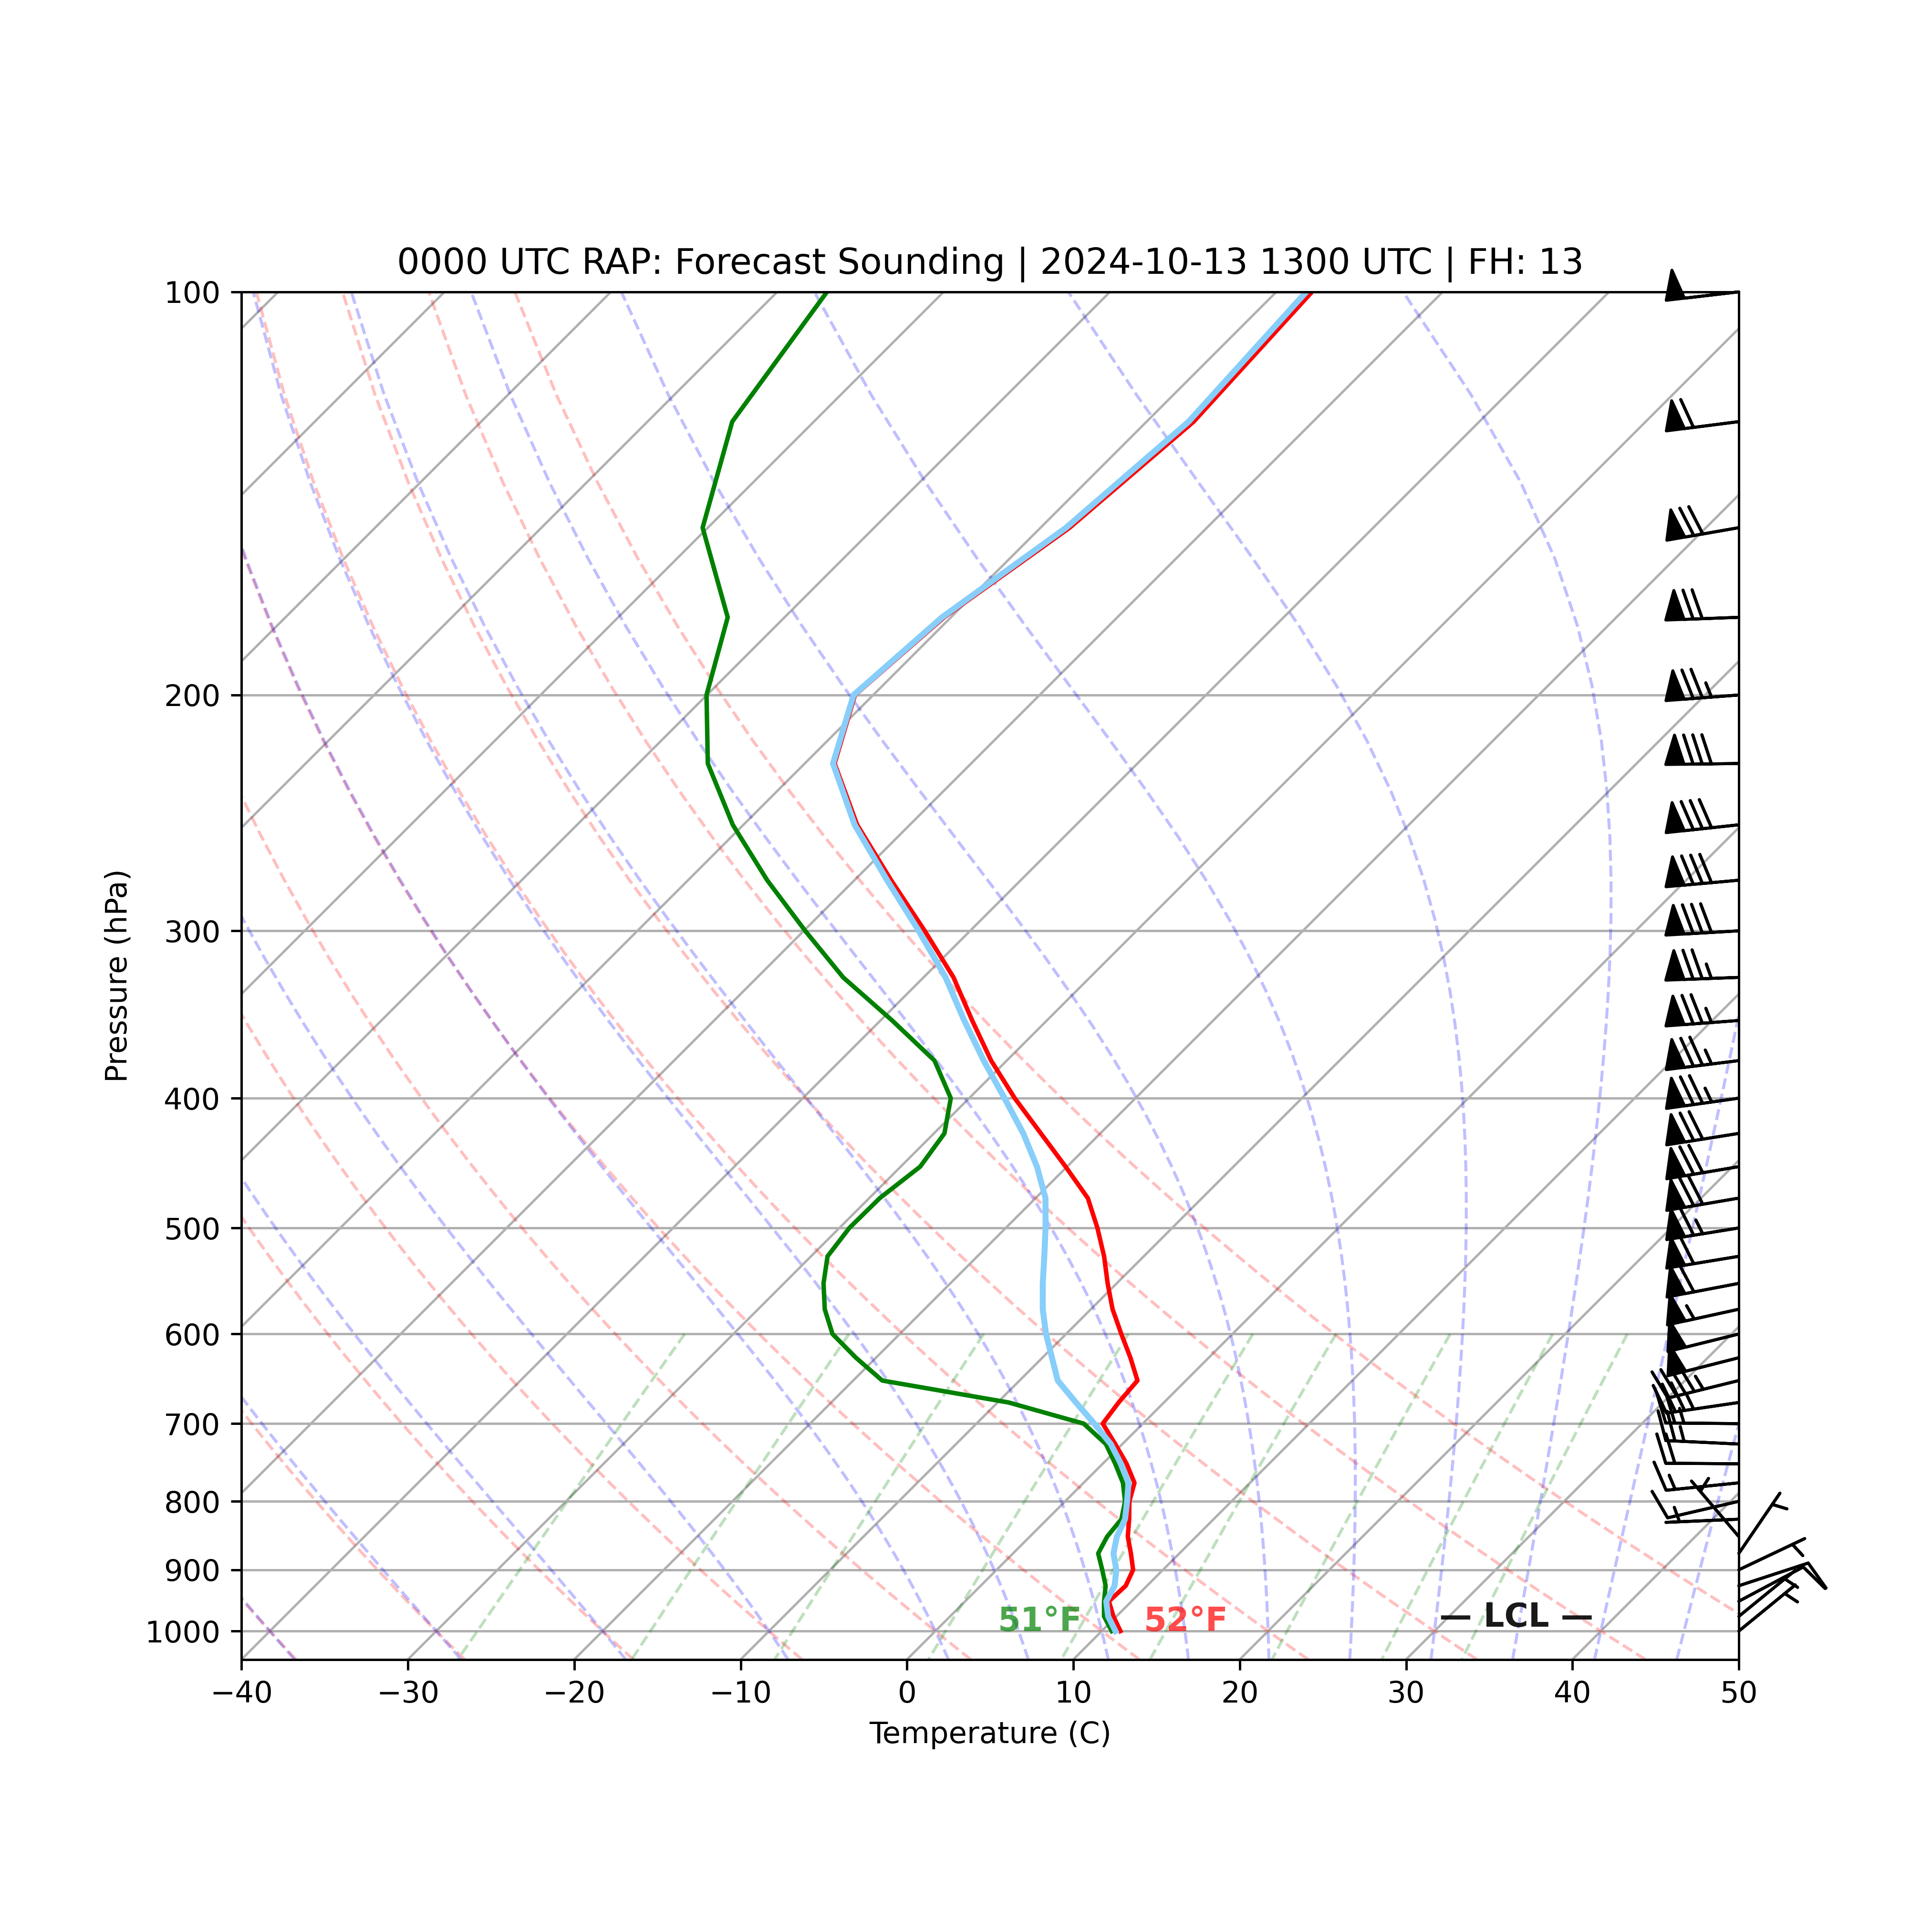 0000 UTC RAP: Forecast Sounding | 2024-10-13 1300 UTC | FH: 13
100
200
300
400
500
600
700
800
900
1000
Pressure (hPa)
51°F 52°F — LCL —
−40 −30 −20 −10 0 10 20 30 40 50
Temperature (C)